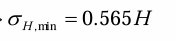 · σ_{H,min} = 0.565H